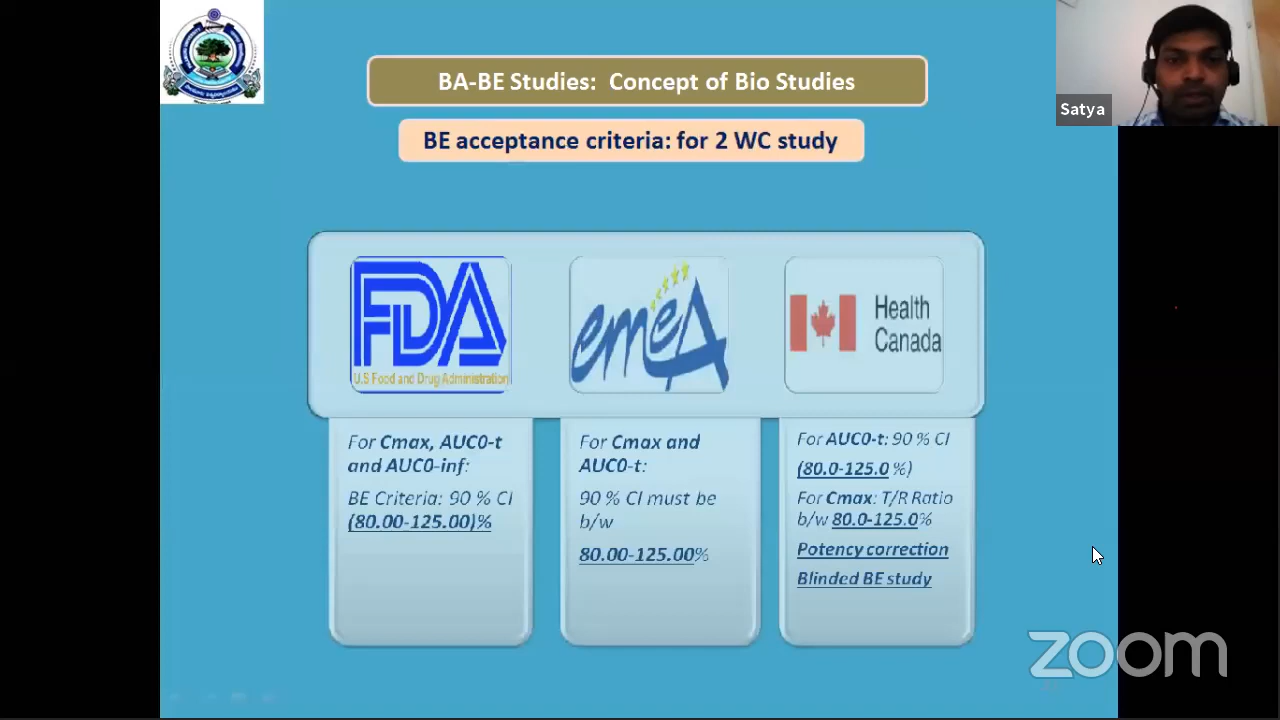 BA-BE Studies: Concept of Bio Studies
Satya
BE acceptance criteria: for 2 WC study
FDA
U.S Food and Drug Administration
emeA
Health
Canada
For Cmax, AUC0-t
and AUC0-inf:
BE Criteria: 90 % CI
(80.00-125.00)%
For Cmax and
AUC0-t:
90 % CI must be
b/w
80.00-125.00%
For AUC0-t: 90 % CI
(80.0-125.0 %)
For Cmax: T/R Ratio
b/w 80.0-125.0%
Potency correction
Blinded BE study
zoom